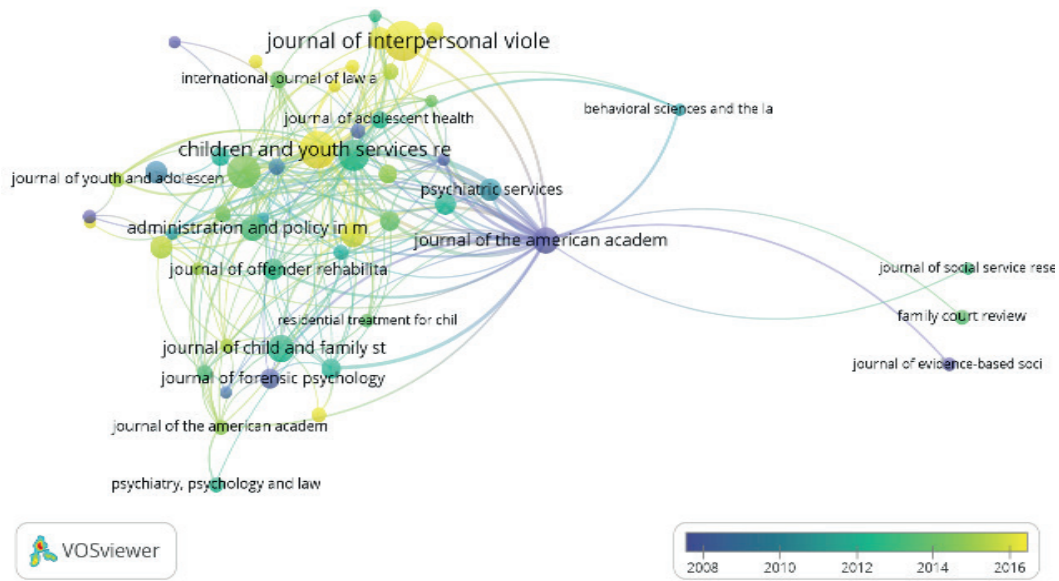 journal of interpersonal viole
international journal of law a
behavioral sciences and the la
journal of adolescent health
children and youth services re
journal of youth and adolescen
psychiatric services
administration and policy in m
journal of the american academ
journal of offender rehabilita
journal of social service rese
residential treatment for chil
family court review
journal of child and family st
journal of evidence-based soci
journal of forensic psychology
journal of the american academ
psychiatry, psychology and law
VOSviewer
2008 2010 2012 2014 2016